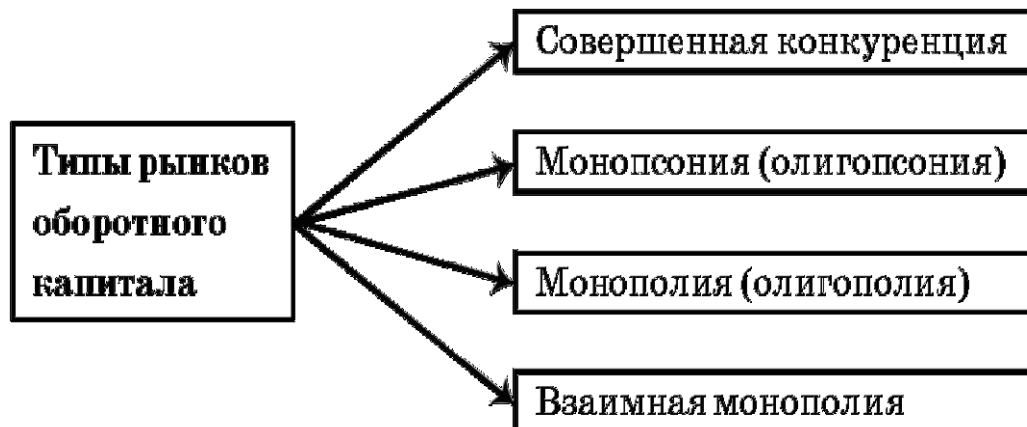 Типы рынков
оборотного
капитала
Совершенная конкуренция
Монопсония (олигопсония)
Монополия (олигополия)
Взаимная монополия